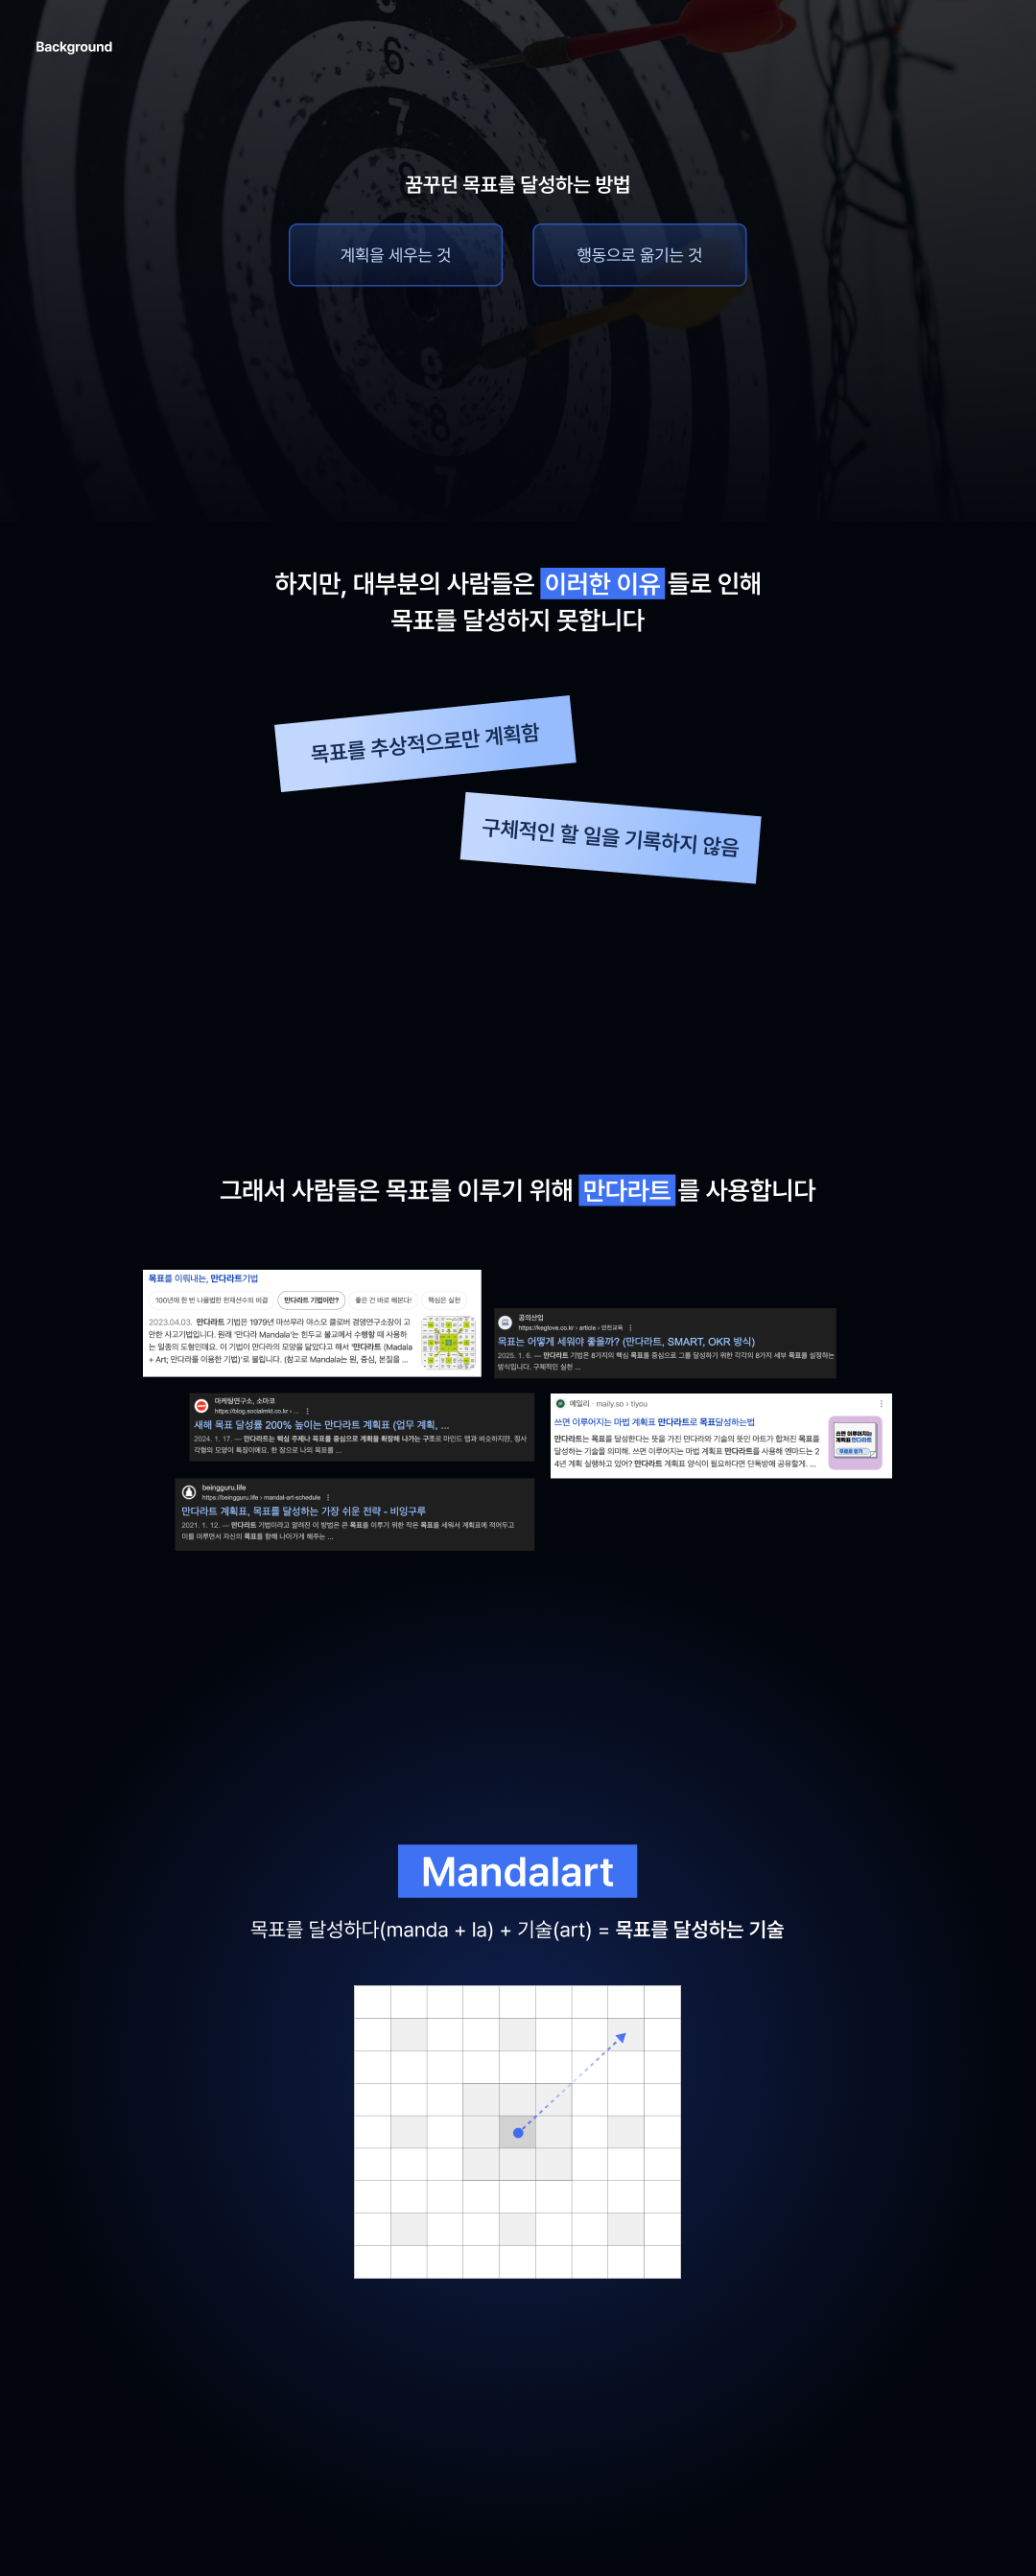 Background
꿈꾸던 목표를 달성하는 방법
계획을 세우는 것
행동으로 옮기는 것
하지만, 대부분의 사람들은 이러한 이유 들로 인해
목표를 달성하지 못합니다
목표를 추상적으로만 계획함
구체적인 할 일을 기록하지 않음
그래서 사람들은 목표를 이루기 위해 만다라트 를 사용합니다
목표를 이뤄내는, 만다라트기법
100년에 한 번 나올법한 천재선수의 비결
만다라트 기법이란?
좋은 건 바로 해본다!
핵심은 실천
2023.04.03. 만다라트 기법은 1979년 마쓰무라 야스오 클로버 경영연구소장이 고
안한 사고기법입니다. 원래 '만다라 Mandala'는 힌두교 불교에서 수행할 때 사용하
는 일종의 도형인데요. 이 기법이 만다라의 모양을 닮았다고 해서 '만다라트 (Madala
+ Art; 만다라를 이용한 기법)'로 불립니다. (참고로 Mandala는 원, 중심, 본질을 ...
공의산업
https://keglove.co.kr › article › 안전교육
목표는 어떻게 세워야 좋을까? (만다라트, SMART, OKR 방식)
2025. 1. 6. — 만다라트 기법은 8가지의 핵심 목표를 중심으로 그를 달성하기 위한 각각의 8가지 세부 목표를 설정하는
방식입니다. 구체적인 실천 ...
마케팅연구소, 소마코
https://blog.socialmkt.co.kr › ...
새해 목표 달성률 200% 높이는 만다라트 계획표 (업무 계획, ...
2024. 1. 17. — 만다라트는 핵심 주제나 목표를 중심으로 계획을 확장해 나가는 구조로 마인드 맵과 비슷하지만, 정사
각형의 모양이 특징이에요. 한 장으로 나의 목표를 ...
메일리 · maily.so › tiyou
쓰면 이루어지는 마법 계획표 만다라트로 목표달성하는법
만다라트는 목표를 달성한다는 뜻을 가진 만다라와 기술의 뜻인 아트가 합쳐진 목표를
달성하는 기술을 의미해. 쓰면 이루어지는 마법 계획표 만다라트를 사용해 연마드는 2
4년 계획 실행하고 있어? 만다라트 계획표 양식이 필요하다면 단톡방에 공유할게. ...
쓰면 이루어지는
계획표 만다라트
무료로 받기
beingguru.life
https://beingguru.life › mandal-art-schedule
만다라트 계획표, 목표를 달성하는 가장 쉬운 전략 - 비잉구루
2021. 1. 12. — 만다라트 기법이라고 알려진 이 방법은 큰 목표를 이루기 위한 작은 목표를 세워서 계획표에 적어두고
이를 이루면서 자신의 목표를 향해 나아가게 해주는 ...
Mandalart
목표를 달성하다(manda + la) + 기술(art) = 목표를 달성하는 기술